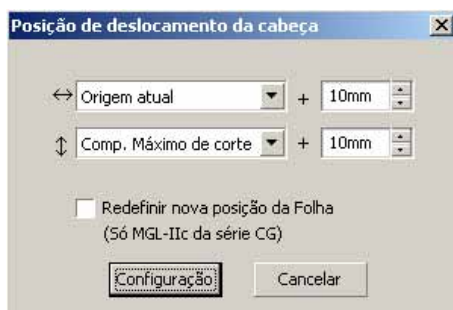 Posição de deslocamento da cabeça
Origem atual + 10mm
Comp. Máximo de corte + 10mm
Redefinir nova posição da Folha
(Só MGL-IIc da série CG)
Configuração Cancelar